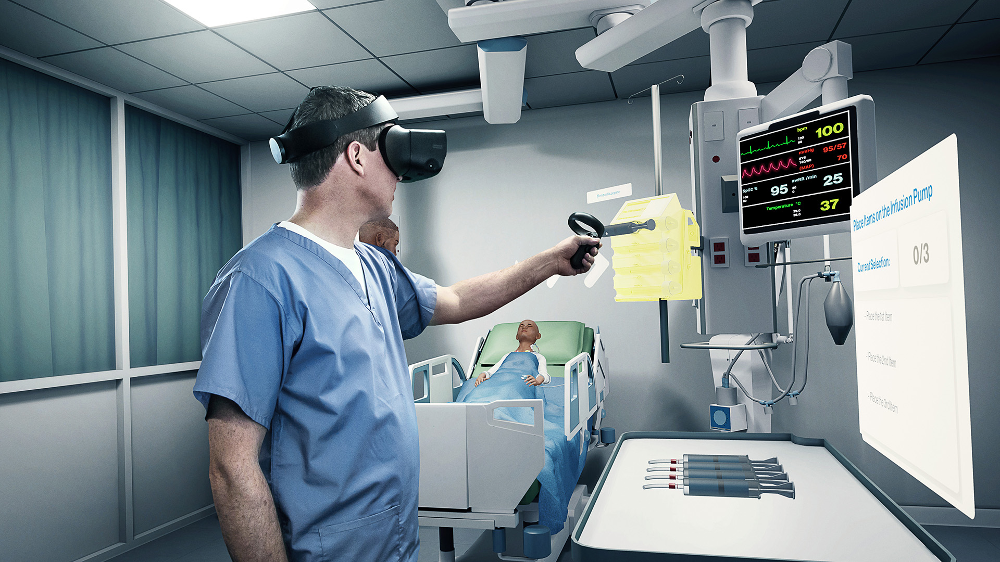 Benzodiazepine
bpm
120
60
100
mmHg
SYS
160/90
(MAP)
95/57
70
SpO2 %
100
90
95
awRR /min
30
0
25
Temperature °C
39.0
36.0
37
Place Items on the Infusion Pump
Current Selection:
0/3
- Place the 1st Item
- Place the 2nd Item
- Place the 3rd Item